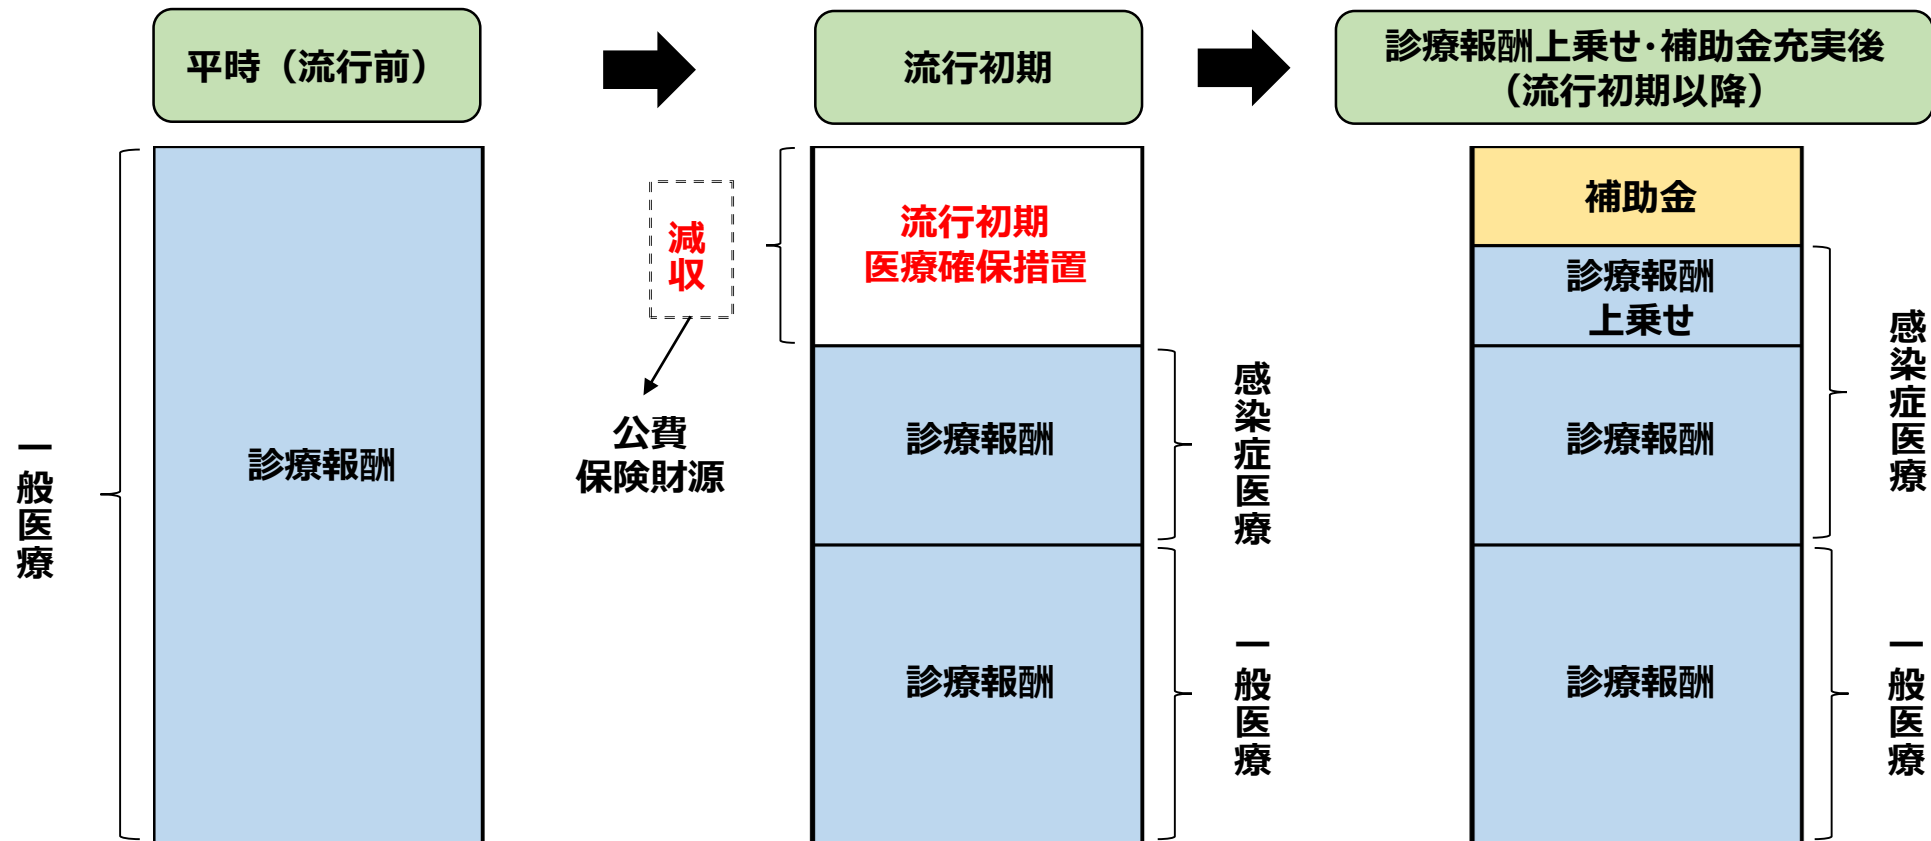 平時（流行前）
流行初期
診療報酬上乗せ・補助金充実後
（流行初期以降）
一般医療
診療報酬
減収
公費
保険財源
流行初期
医療確保措置
診療報酬
診療報酬
感染症医療
一般医療
補助金
診療報酬
上乗せ
診療報酬
診療報酬
感染症医療
一般医療